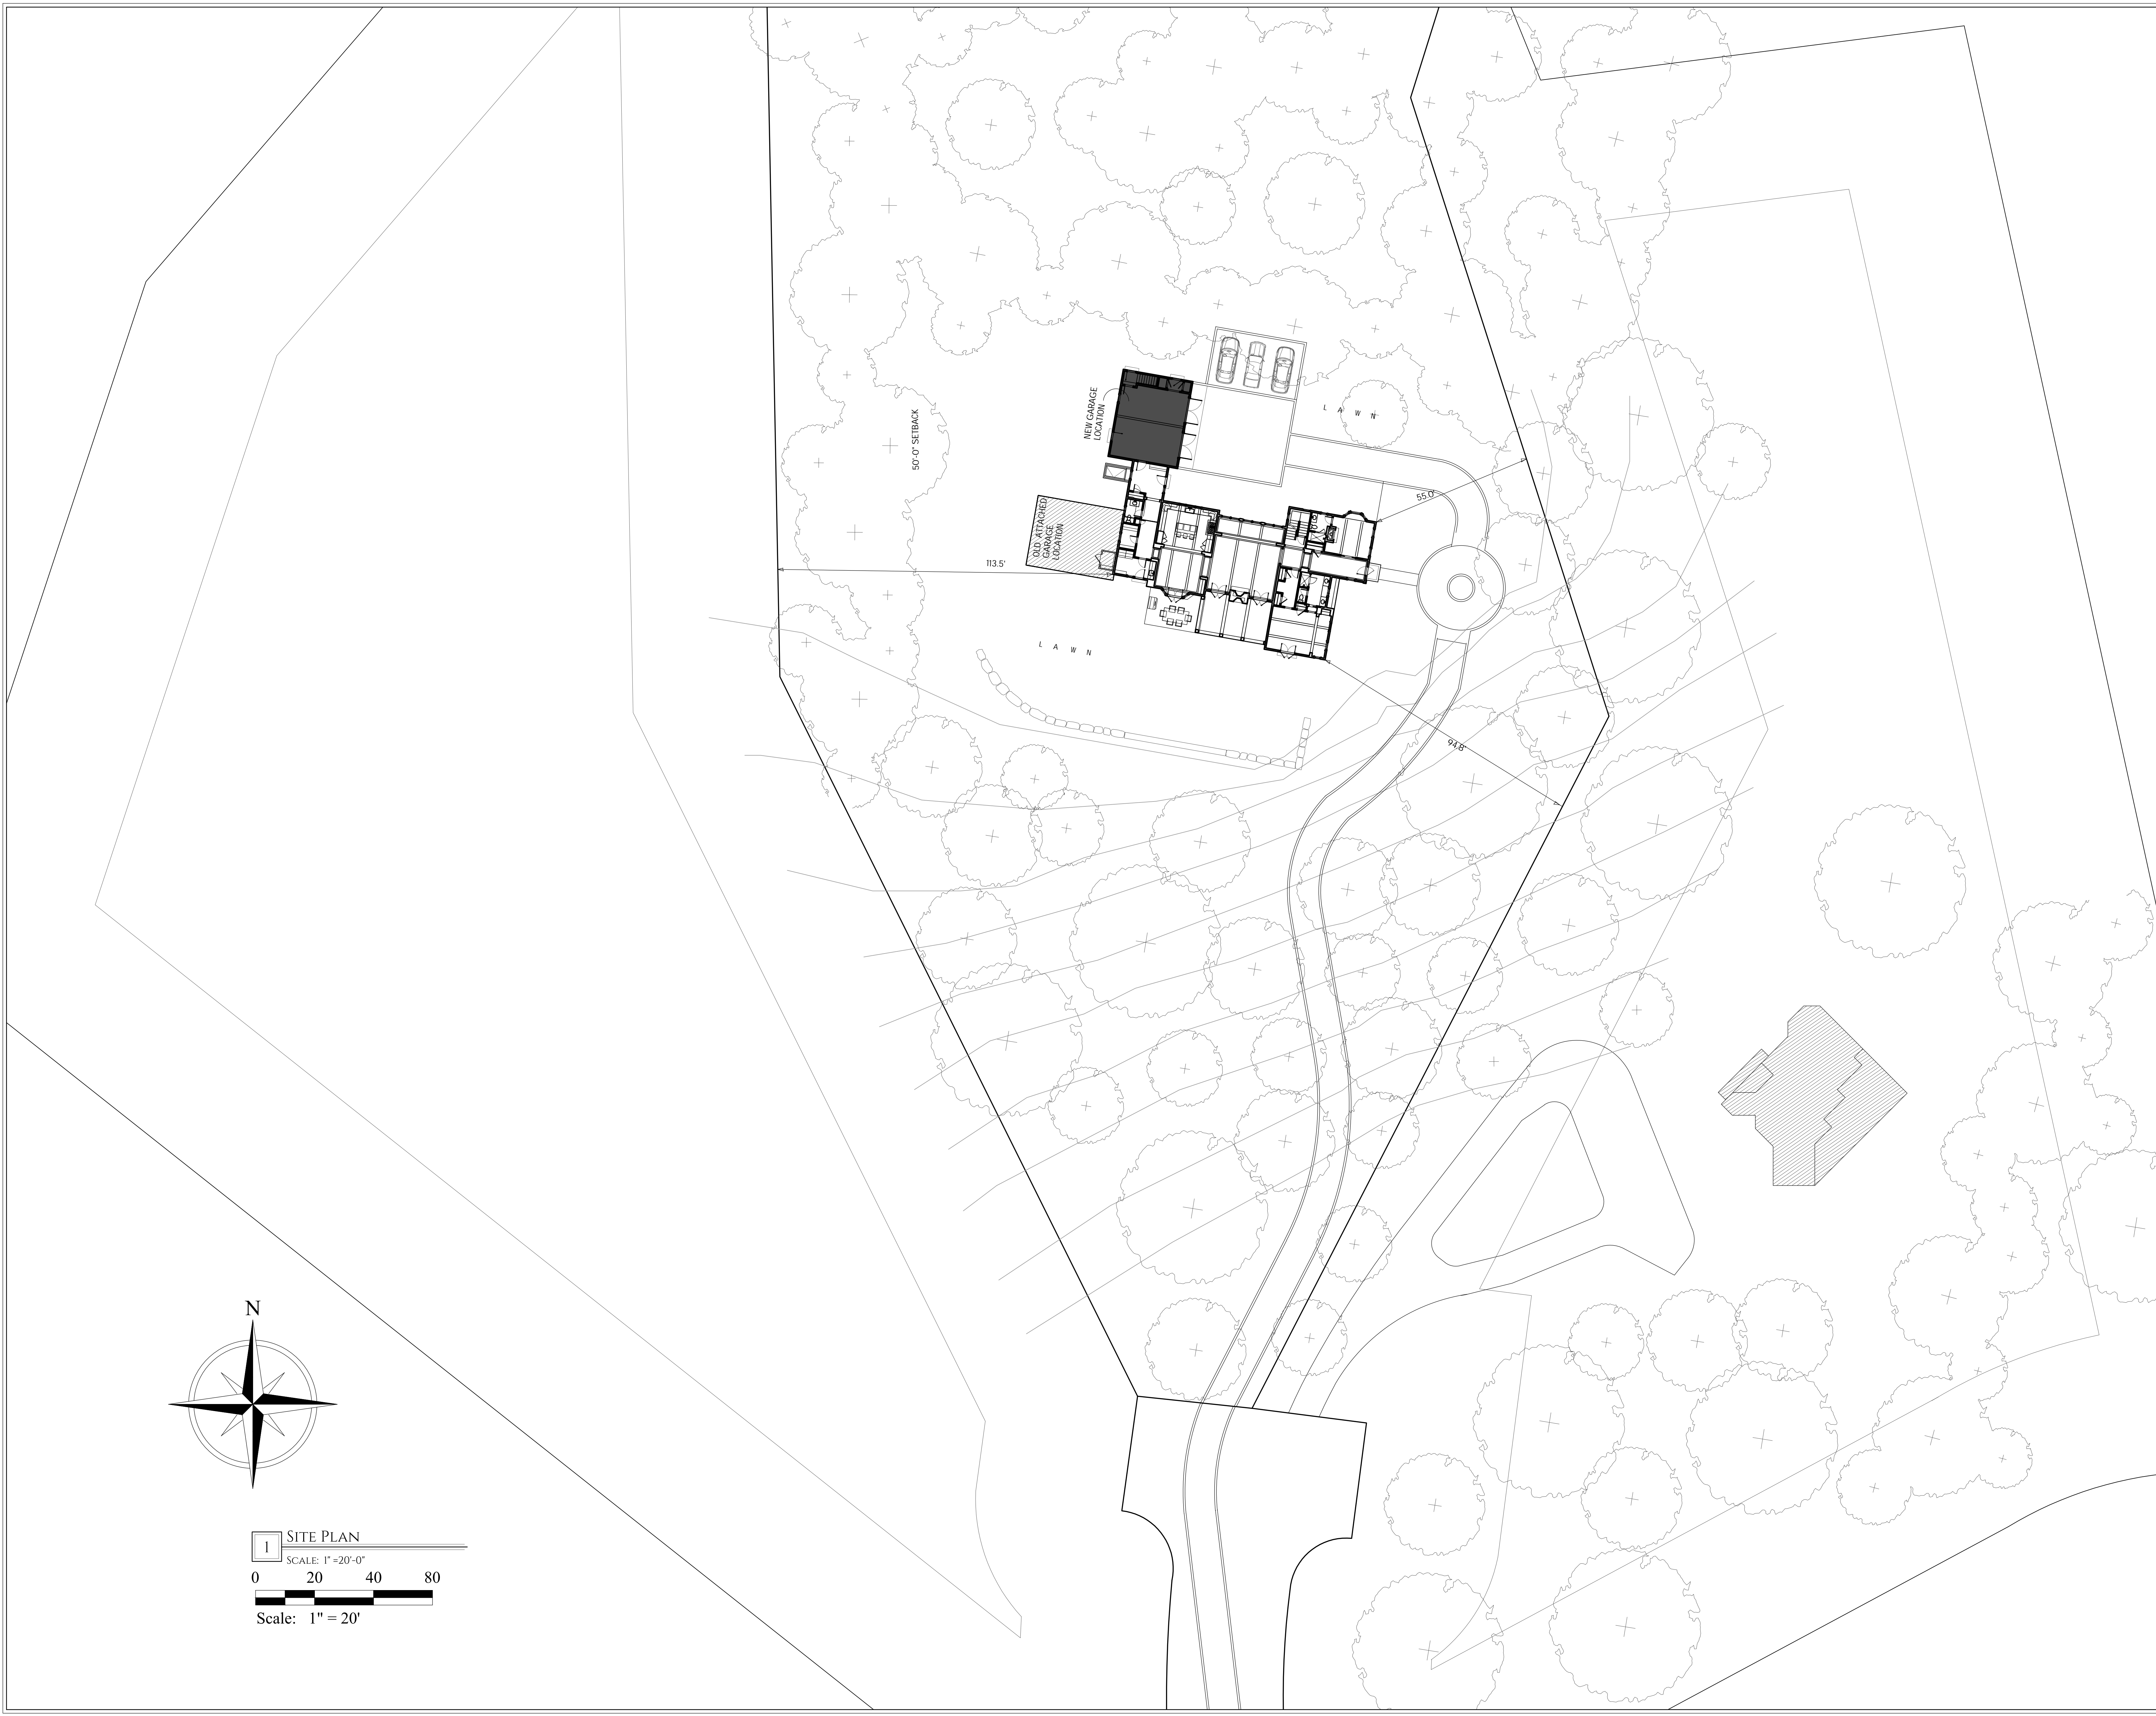 L A W N
NEW GARAGE
LOCATION
50'-0" SETBACK
55.0'
OLD ATTACHED
GARAGE
LOCATION
113.5'
L A W N
94.8'
N
1
SITE PLAN
SCALE: 1" =20'-0"
0 20 40 80
Scale: 1" = 20'